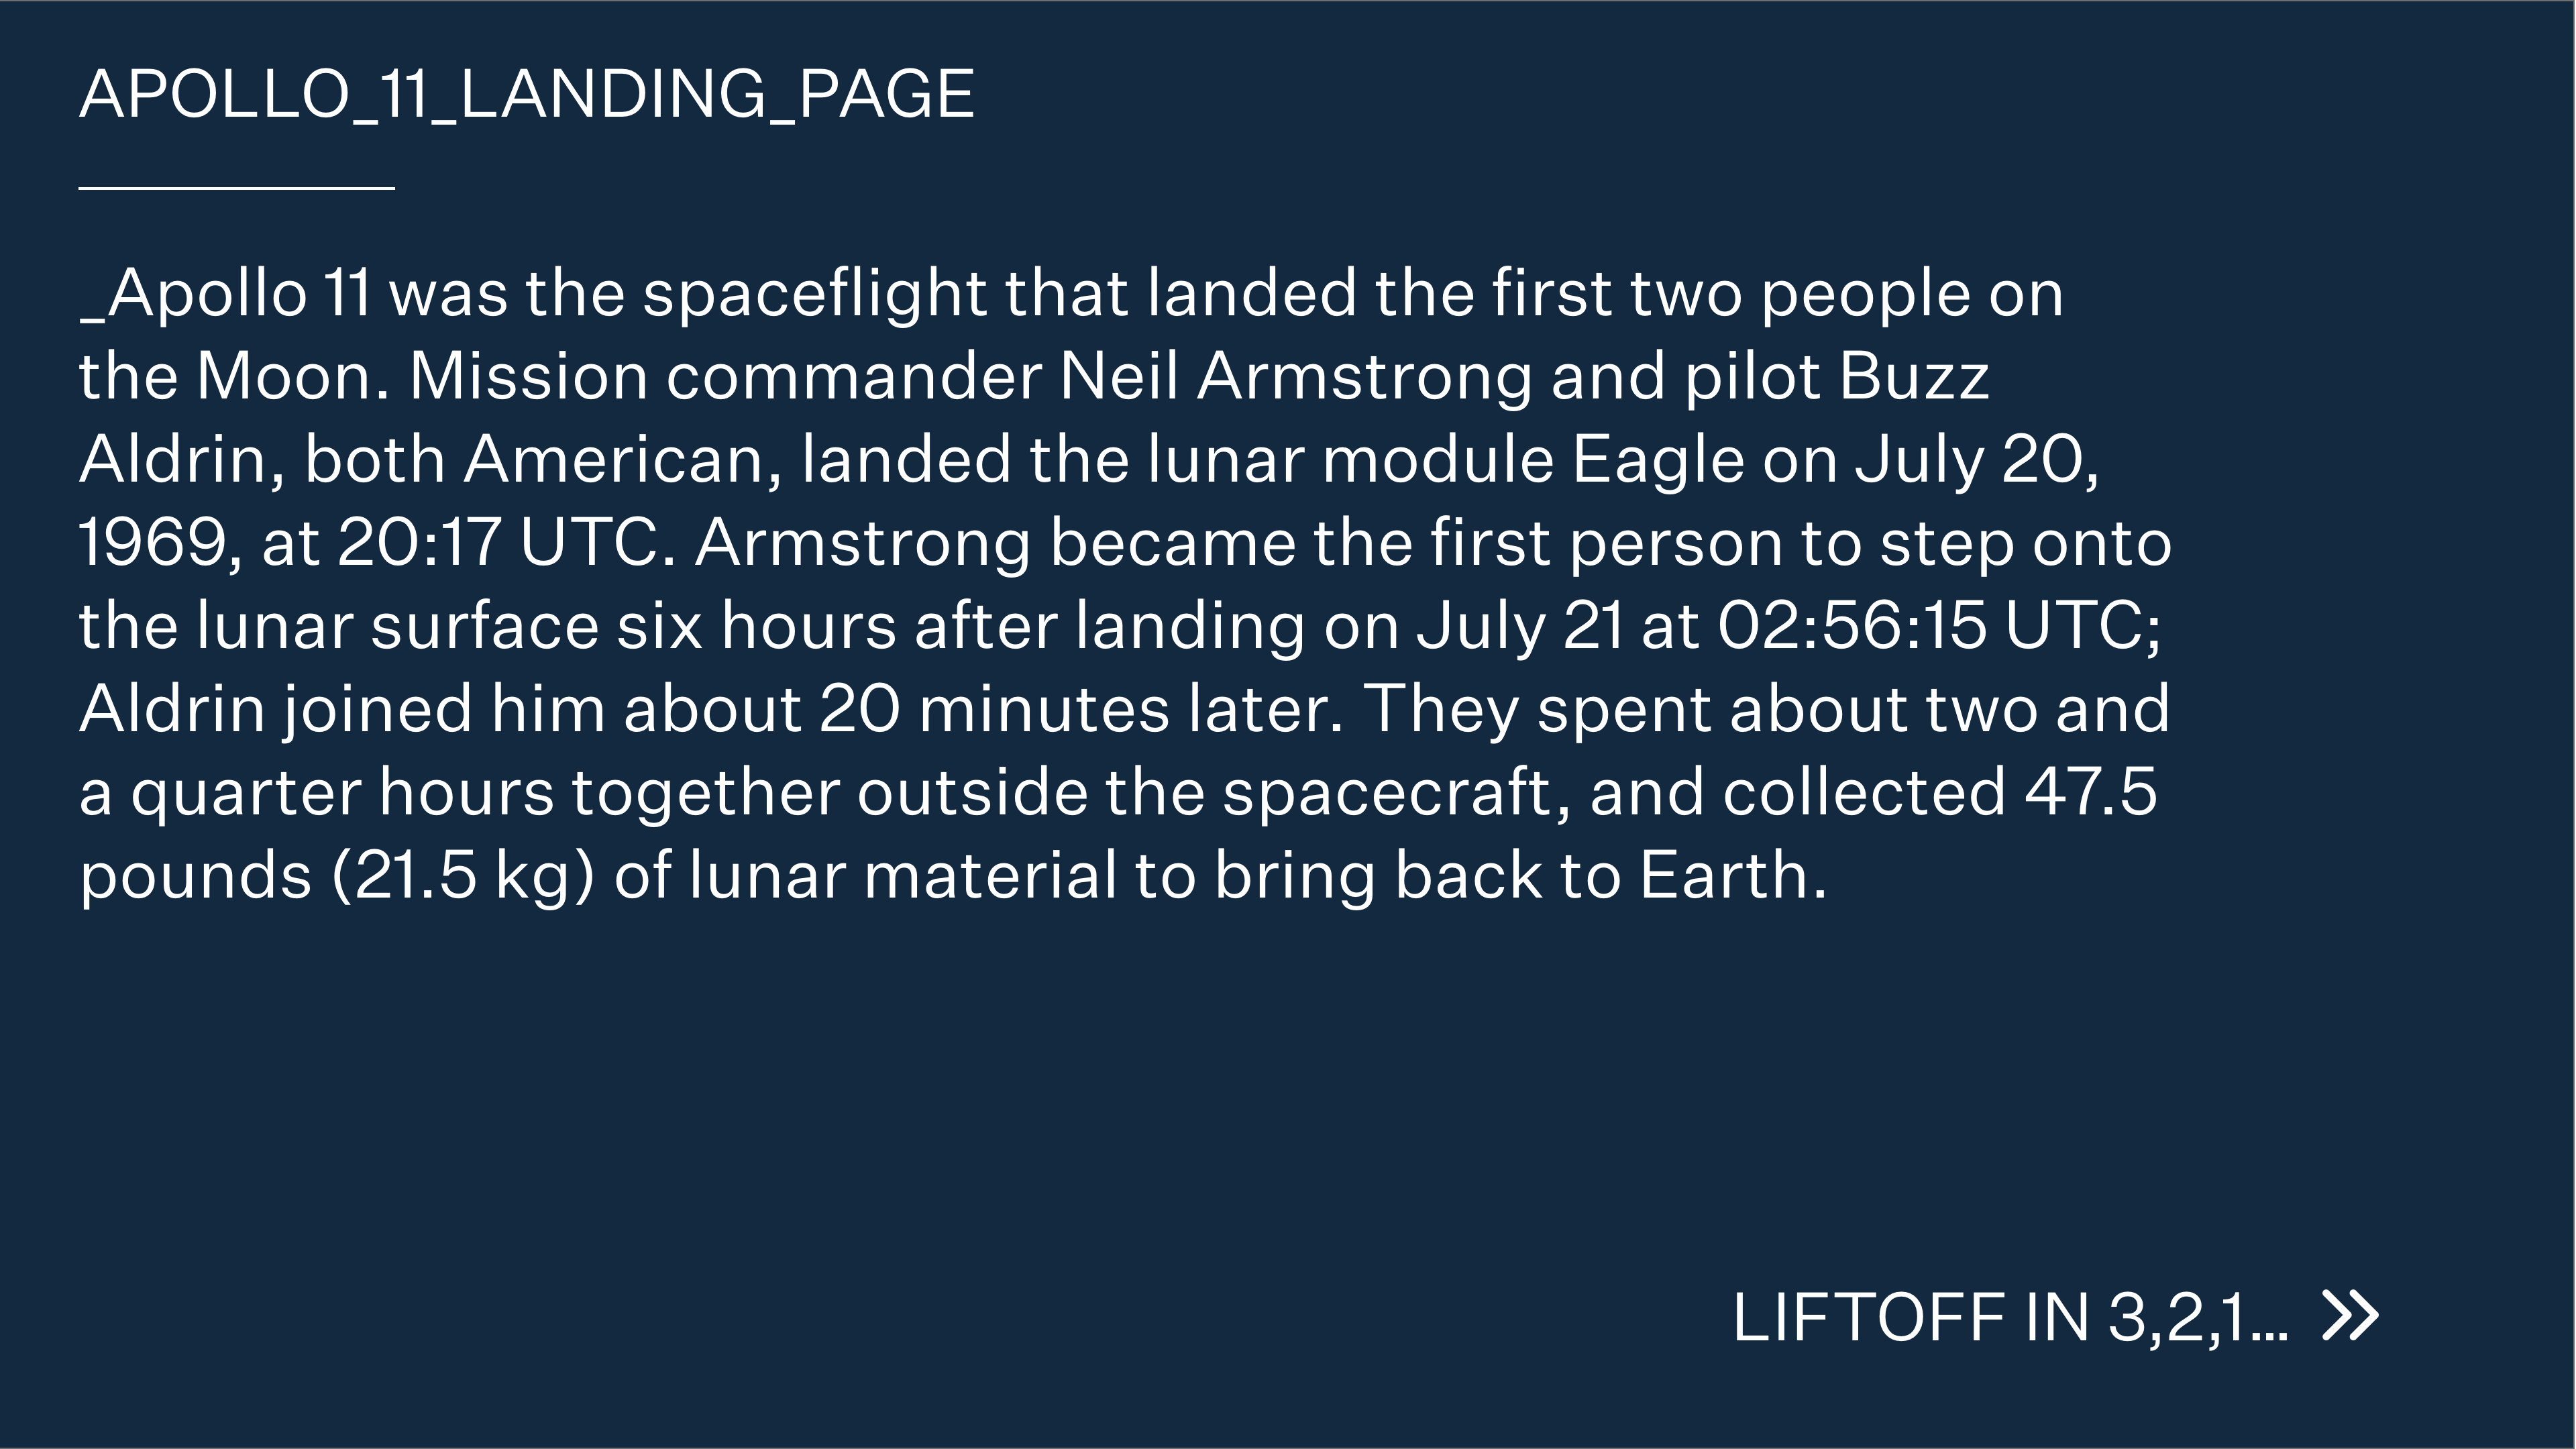 APOLLO_11_LANDING_PAGE
_Apollo 11 was the spaceflight that landed the first two people on
the Moon. Mission commander Neil Armstrong and pilot Buzz
Aldrin, both American, landed the lunar module Eagle on July 20,
1969, at 20:17 UTC. Armstrong became the first person to step onto
the lunar surface six hours after landing on July 21 at 02:56:15 UTC;
Aldrin joined him about 20 minutes later. They spent about two and
a quarter hours together outside the spacecraft, and collected 47.5
pounds (21.5 kg) of lunar material to bring back to Earth.
LIFTOFF IN 3,2,1... »